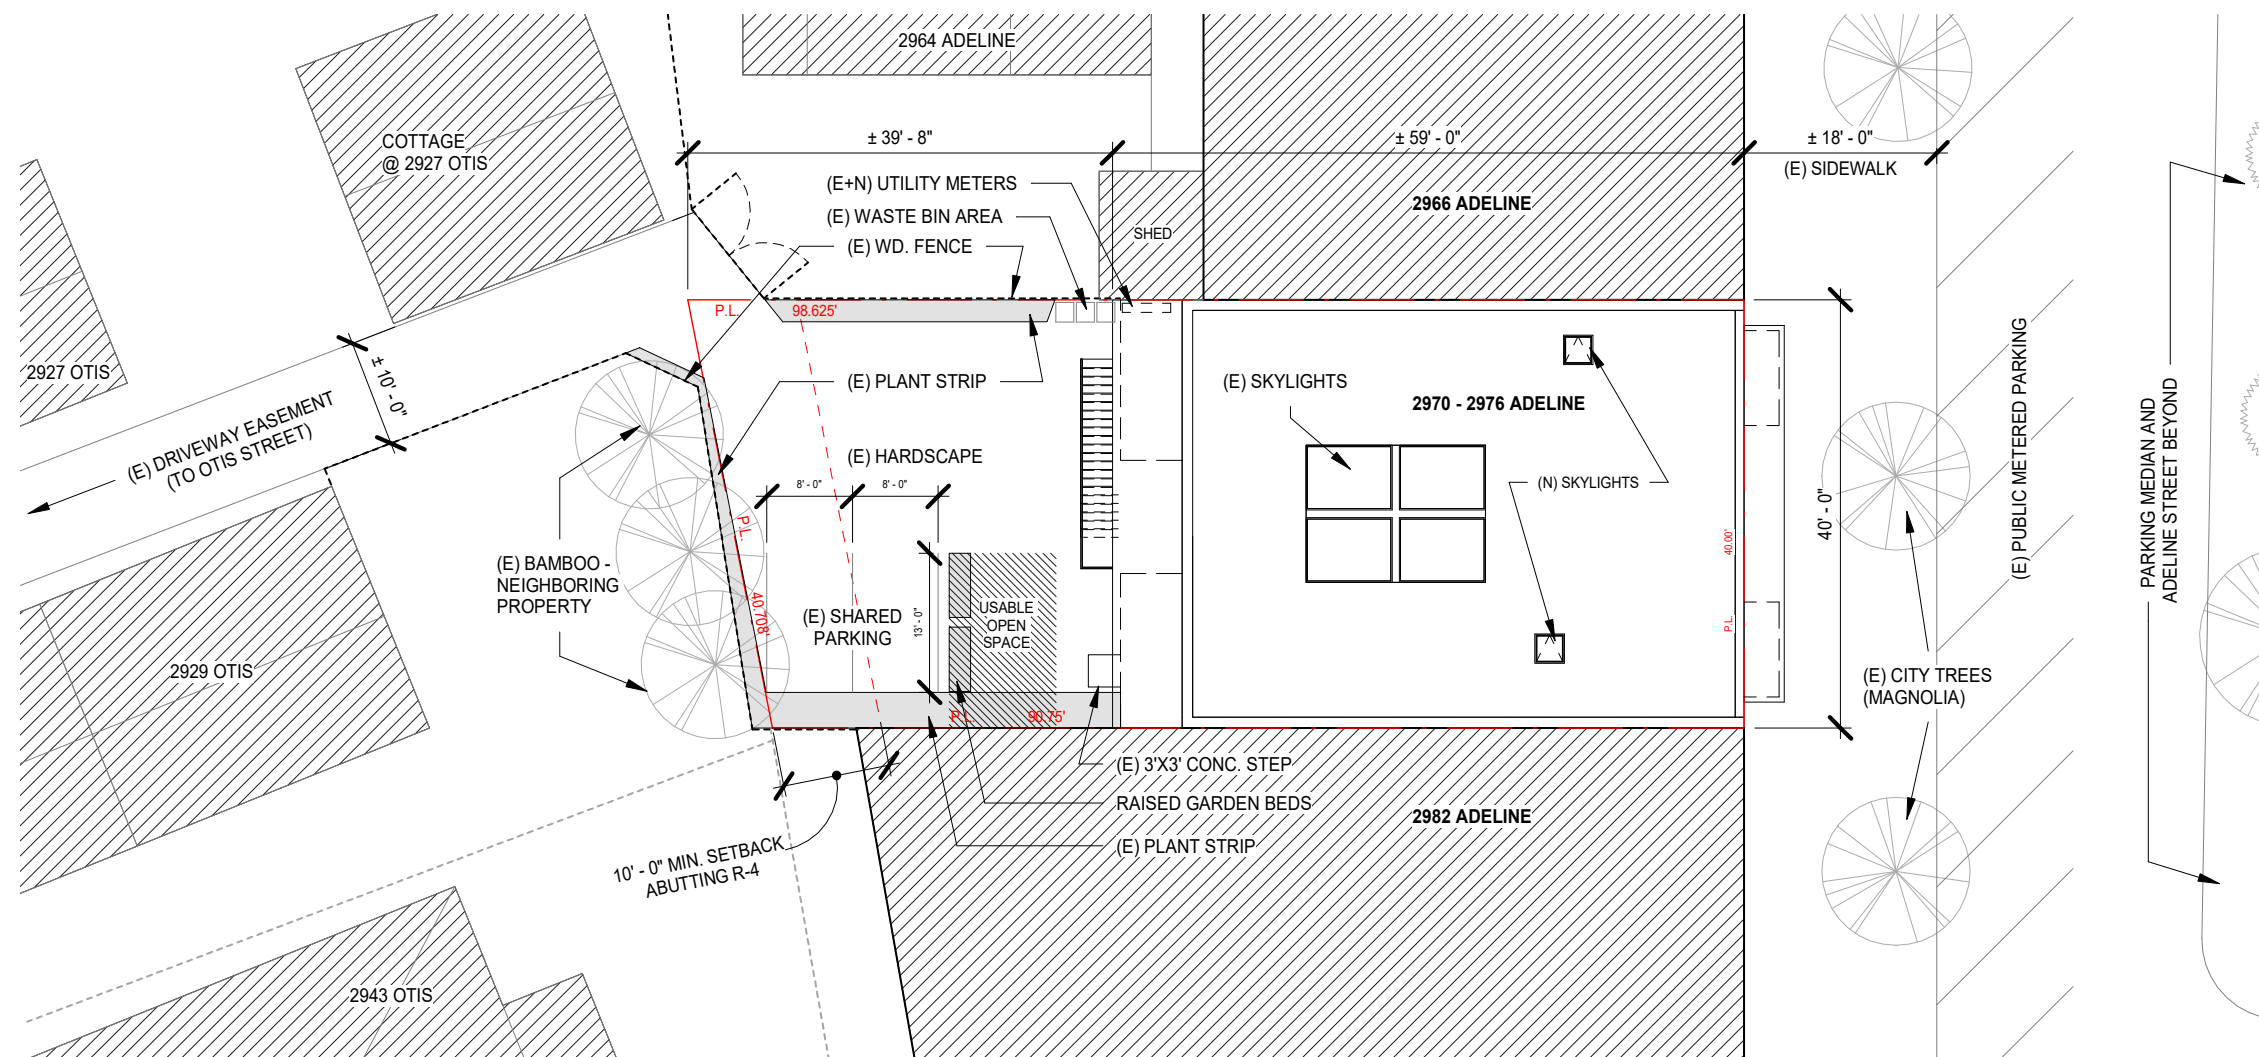 2964 ADELINE
COTTAGE
@ 2927 OTIS
± 39' - 8"
± 59' - 0"
± 18' - 0"
(E) SIDEWALK
(E+N) UTILITY METERS
(E) WASTE BIN AREA
(E) WD. FENCE
SHED
2966 ADELINE
P.L.
98.625'
2927 OTIS
± 10' - 0"
(E) DRIVEWAY EASEMENT
(TO OTIS STREET)
(E) PLANT STRIP
(E) SKYLIGHTS
2970 - 2976 ADELINE
(E) HARDSCAPE
8' - 0"
8' - 0"
(N) SKYLIGHTS
P.L.
40.708'
(E) BAMBOO -
NEIGHBORING
PROPERTY
(E) SHARED
PARKING
13' - 0"
USABLE
OPEN
SPACE
40.00'
P.L.
40' - 0"
(E) PUBLIC METERED PARKING
PARKING MEDIAN AND
ADELINE STREET BEYOND
2929 OTIS
(E) CITY TREES
(MAGNOLIA)
P.L.
90.75'
(E) 3'X3' CONC. STEP
RAISED GARDEN BEDS
(E) PLANT STRIP
2982 ADELINE
10' - 0" MIN. SETBACK
ABUTTING R-4
2943 OTIS